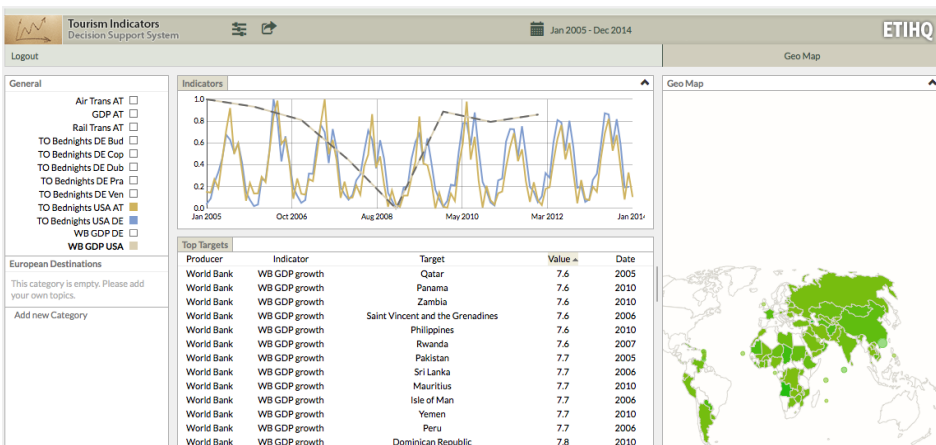 Tourism Indicators
Decision Support System
Jan 2005 - Dec 2014
ETIHQ
Logout
Geo Map
General
Air Trans AT
GDP AT
Rail Trans AT
TO Bednights DE Bud
TO Bednights DE Cop
TO Bednights DE Dub
TO Bednights DE Pra
TO Bednights DE Ven
TO Bednights USA AT
TO Bednights USA DE
WB GDP DE
WB GDP USA
European Destinations
This category is empty. Please add
your own topics.
Add new Category
Indicators
1.0
0.8
0.6
0.4
0.2
0.0
Jan 2005 Oct 2006 Aug 2008 May 2010 Mar 2012 Jan 2014
Top Targets
Producer Indicator Target Value Date
World Bank WB GDP growth Qatar 7.6 2005
World Bank WB GDP growth Panama 7.6 2010
World Bank WB GDP growth Zambia 7.6 2010
World Bank WB GDP growth Saint Vincent and the Grenadines 7.6 2006
World Bank WB GDP growth Philippines 7.6 2010
World Bank WB GDP growth Rwanda 7.6 2007
World Bank WB GDP growth Pakistan 7.7 2005
World Bank WB GDP growth Sri Lanka 7.7 2006
World Bank WB GDP growth Mauritius 7.7 2010
World Bank WB GDP growth Isle of Man 7.7 2006
World Bank WB GDP growth Yemen 7.7 2010
World Bank WB GDP growth Peru 7.7 2006
World Bank WB GDP growth Dominican Republic 7.8 2010
Geo Map